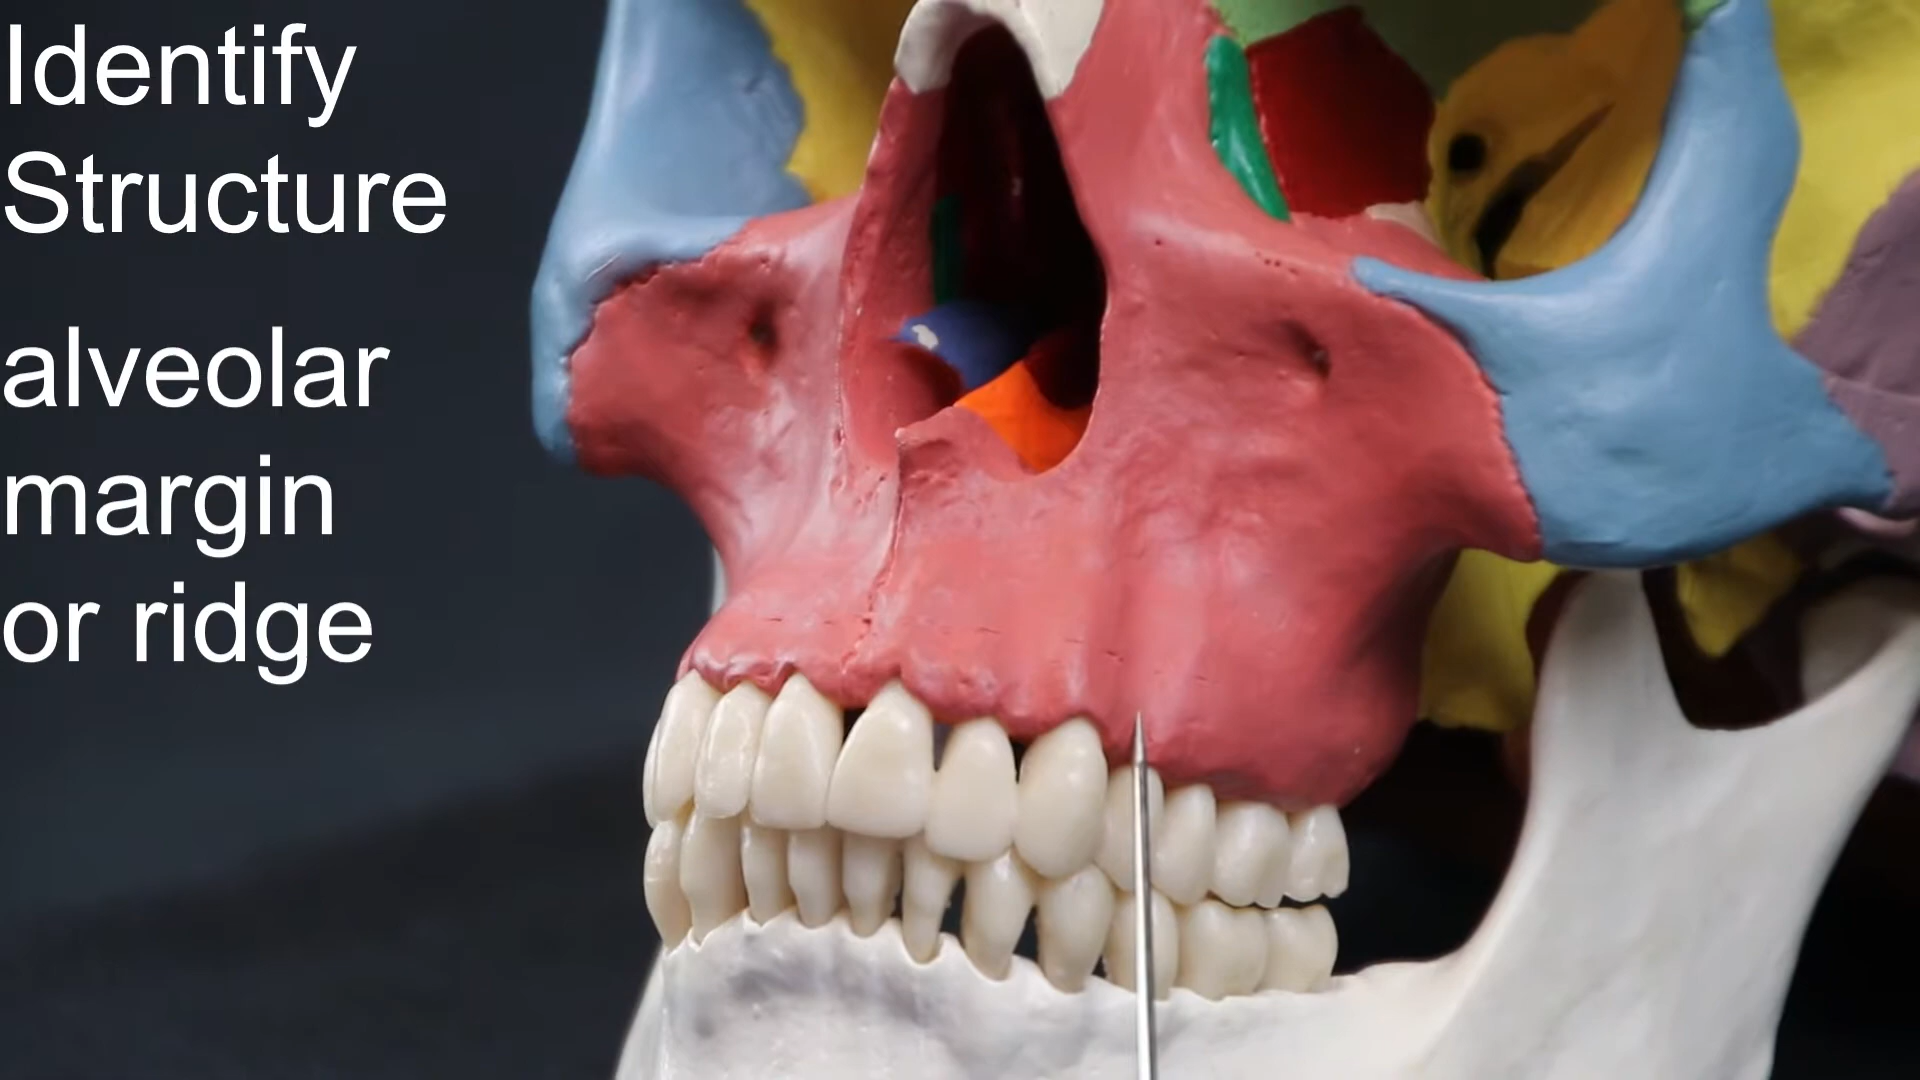 Identify
Structure
alveolar
margin
or ridge